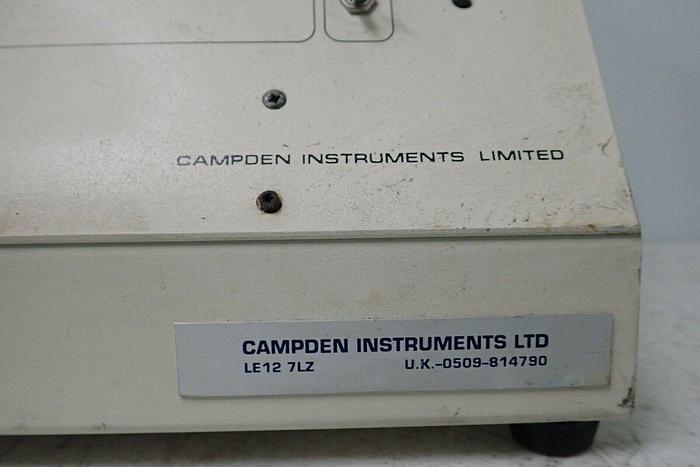 CAMPDEN INSTRUMENTS LIMITED
CAMPDEN INSTRUMENTS LTD
LE12 7LZ U.K.-0509-814790